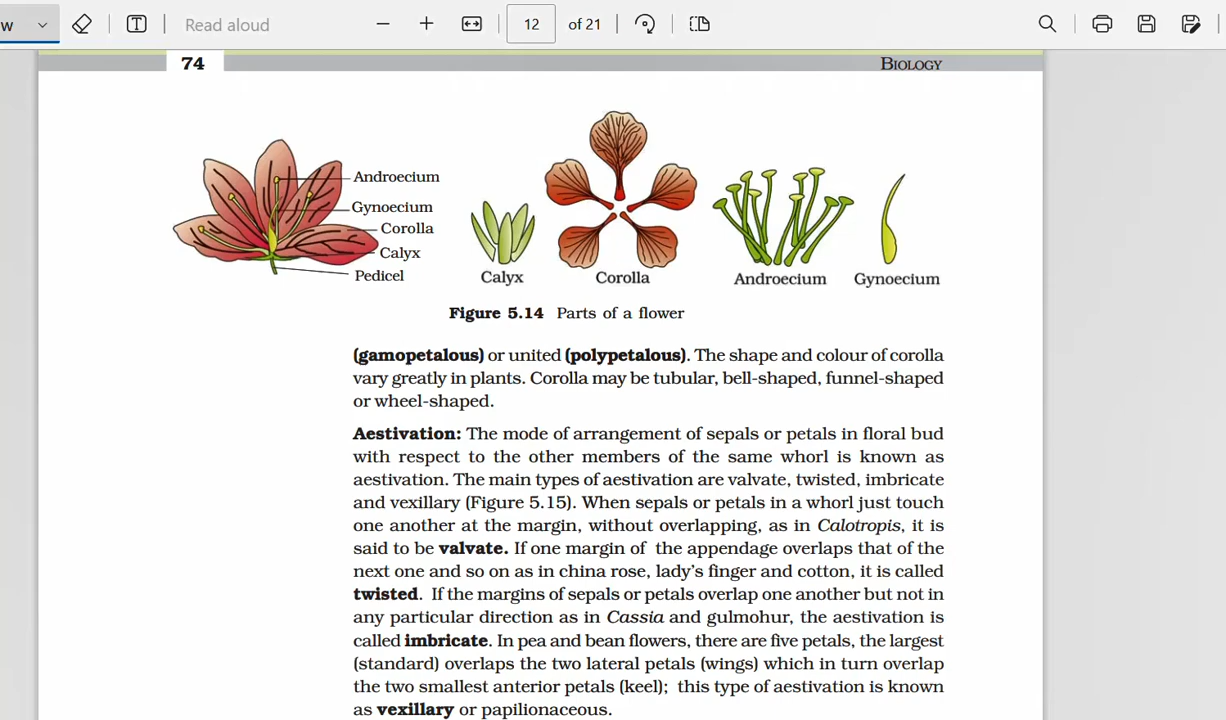 w
Read aloud
12
of 21
74
BIOLOGY
Androecium
Gynoecium
Corolla
Calyx
Pedicel
Calyx
Corolla
Androecium
Gynoecium
Figure 5.14 Parts of a flower
(gamopetalous) or united (polypetalous). The shape and colour of corolla
vary greatly in plants. Corolla may be tubular, bell-shaped, funnel-shaped
or wheel-shaped.
Aestivation: The mode of arrangement of sepals or petals in floral bud
with respect to the other members of the same whorl is known as
aestivation. The main types of aestivation are valvate, twisted, imbricate
and vexillary (Figure 5.15). When sepals or petals in a whorl just touch
one another at the margin, without overlapping, as in Calotropis, it is
said to be valvate. If one margin of the appendage overlaps that of the
next one and so on as in china rose, lady's finger and cotton, it is called
twisted. If the margins of sepals or petals overlap one another but not in
any particular direction as in Cassia and gulmohur, the aestivation is
called imbricate. In pea and bean flowers, there are five petals, the largest
(standard) overlaps the two lateral petals (wings) which in turn overlap
the two smallest anterior petals (keel); this type of aestivation is known
as vexillary or papilionaceous.